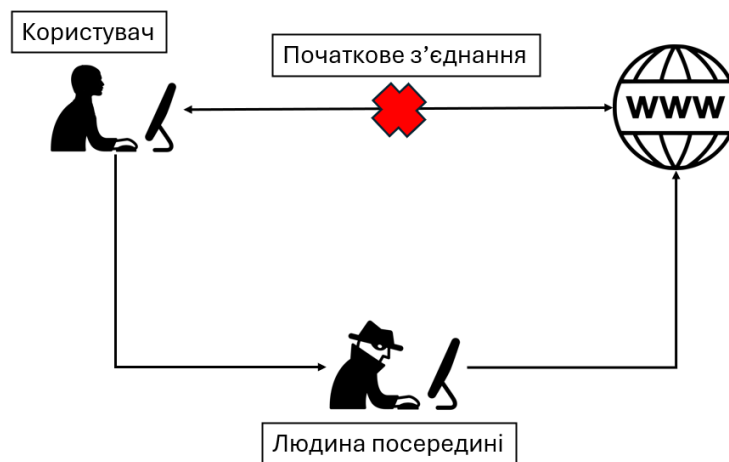 Користувач
Початкове з’єднання
WWW
Людина посередині